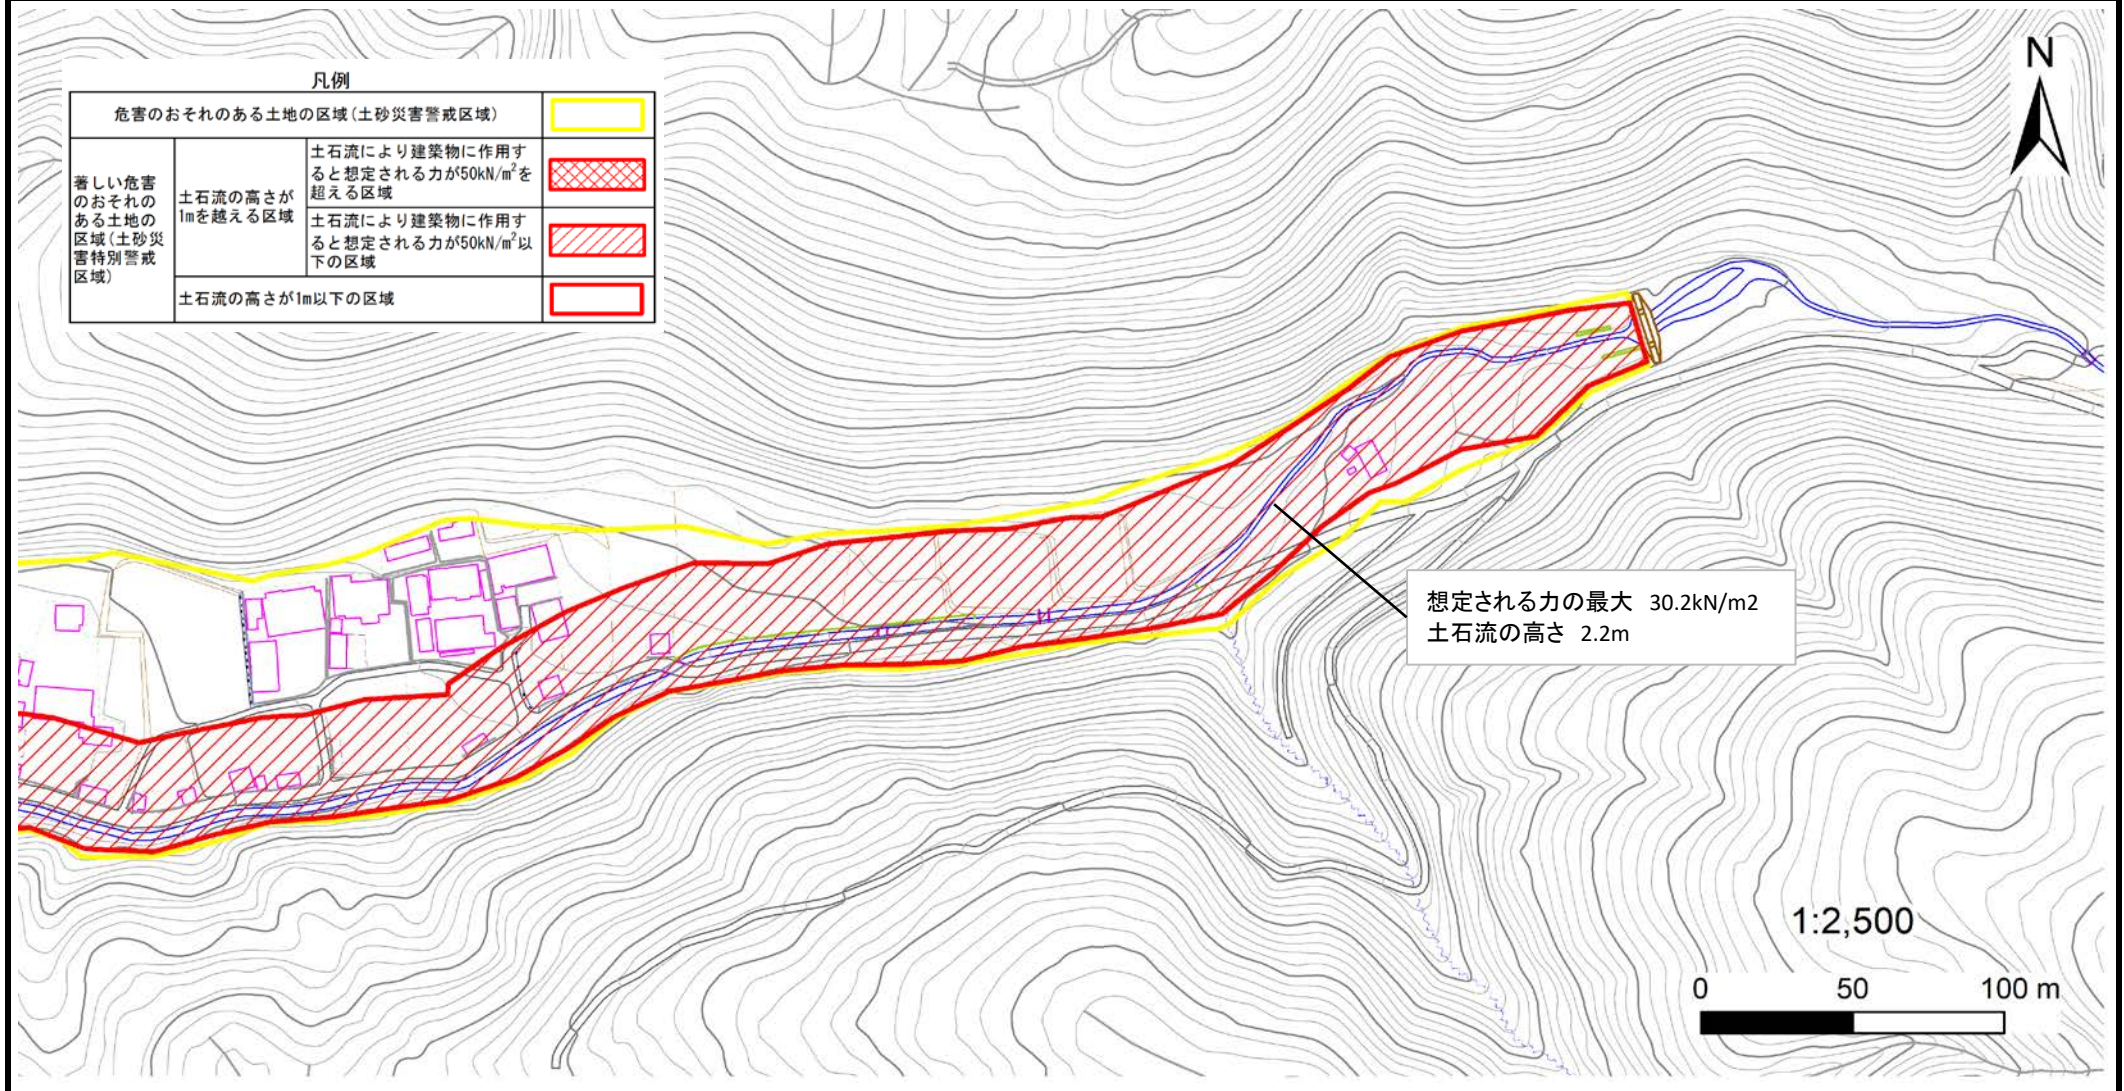 凡例
危害のおそれのある土地の区域(土砂災害警戒区域)
著しい危害
のおそれの
ある土地の
区域(土砂災
害特別警戒
区域)
土石流の高さが
1mを越える区域
土石流により建築物に作用す
ると想定される力が50kN/㎡を
超える区域
土石流により建築物に作用す
ると想定される力が50kN/㎡以
下の区域
土石流の高さが1m以下の区域
N
想定される力の最大 30.2kN/m2
土石流の高さ 2.2m
1:2,500
0 50 100 m